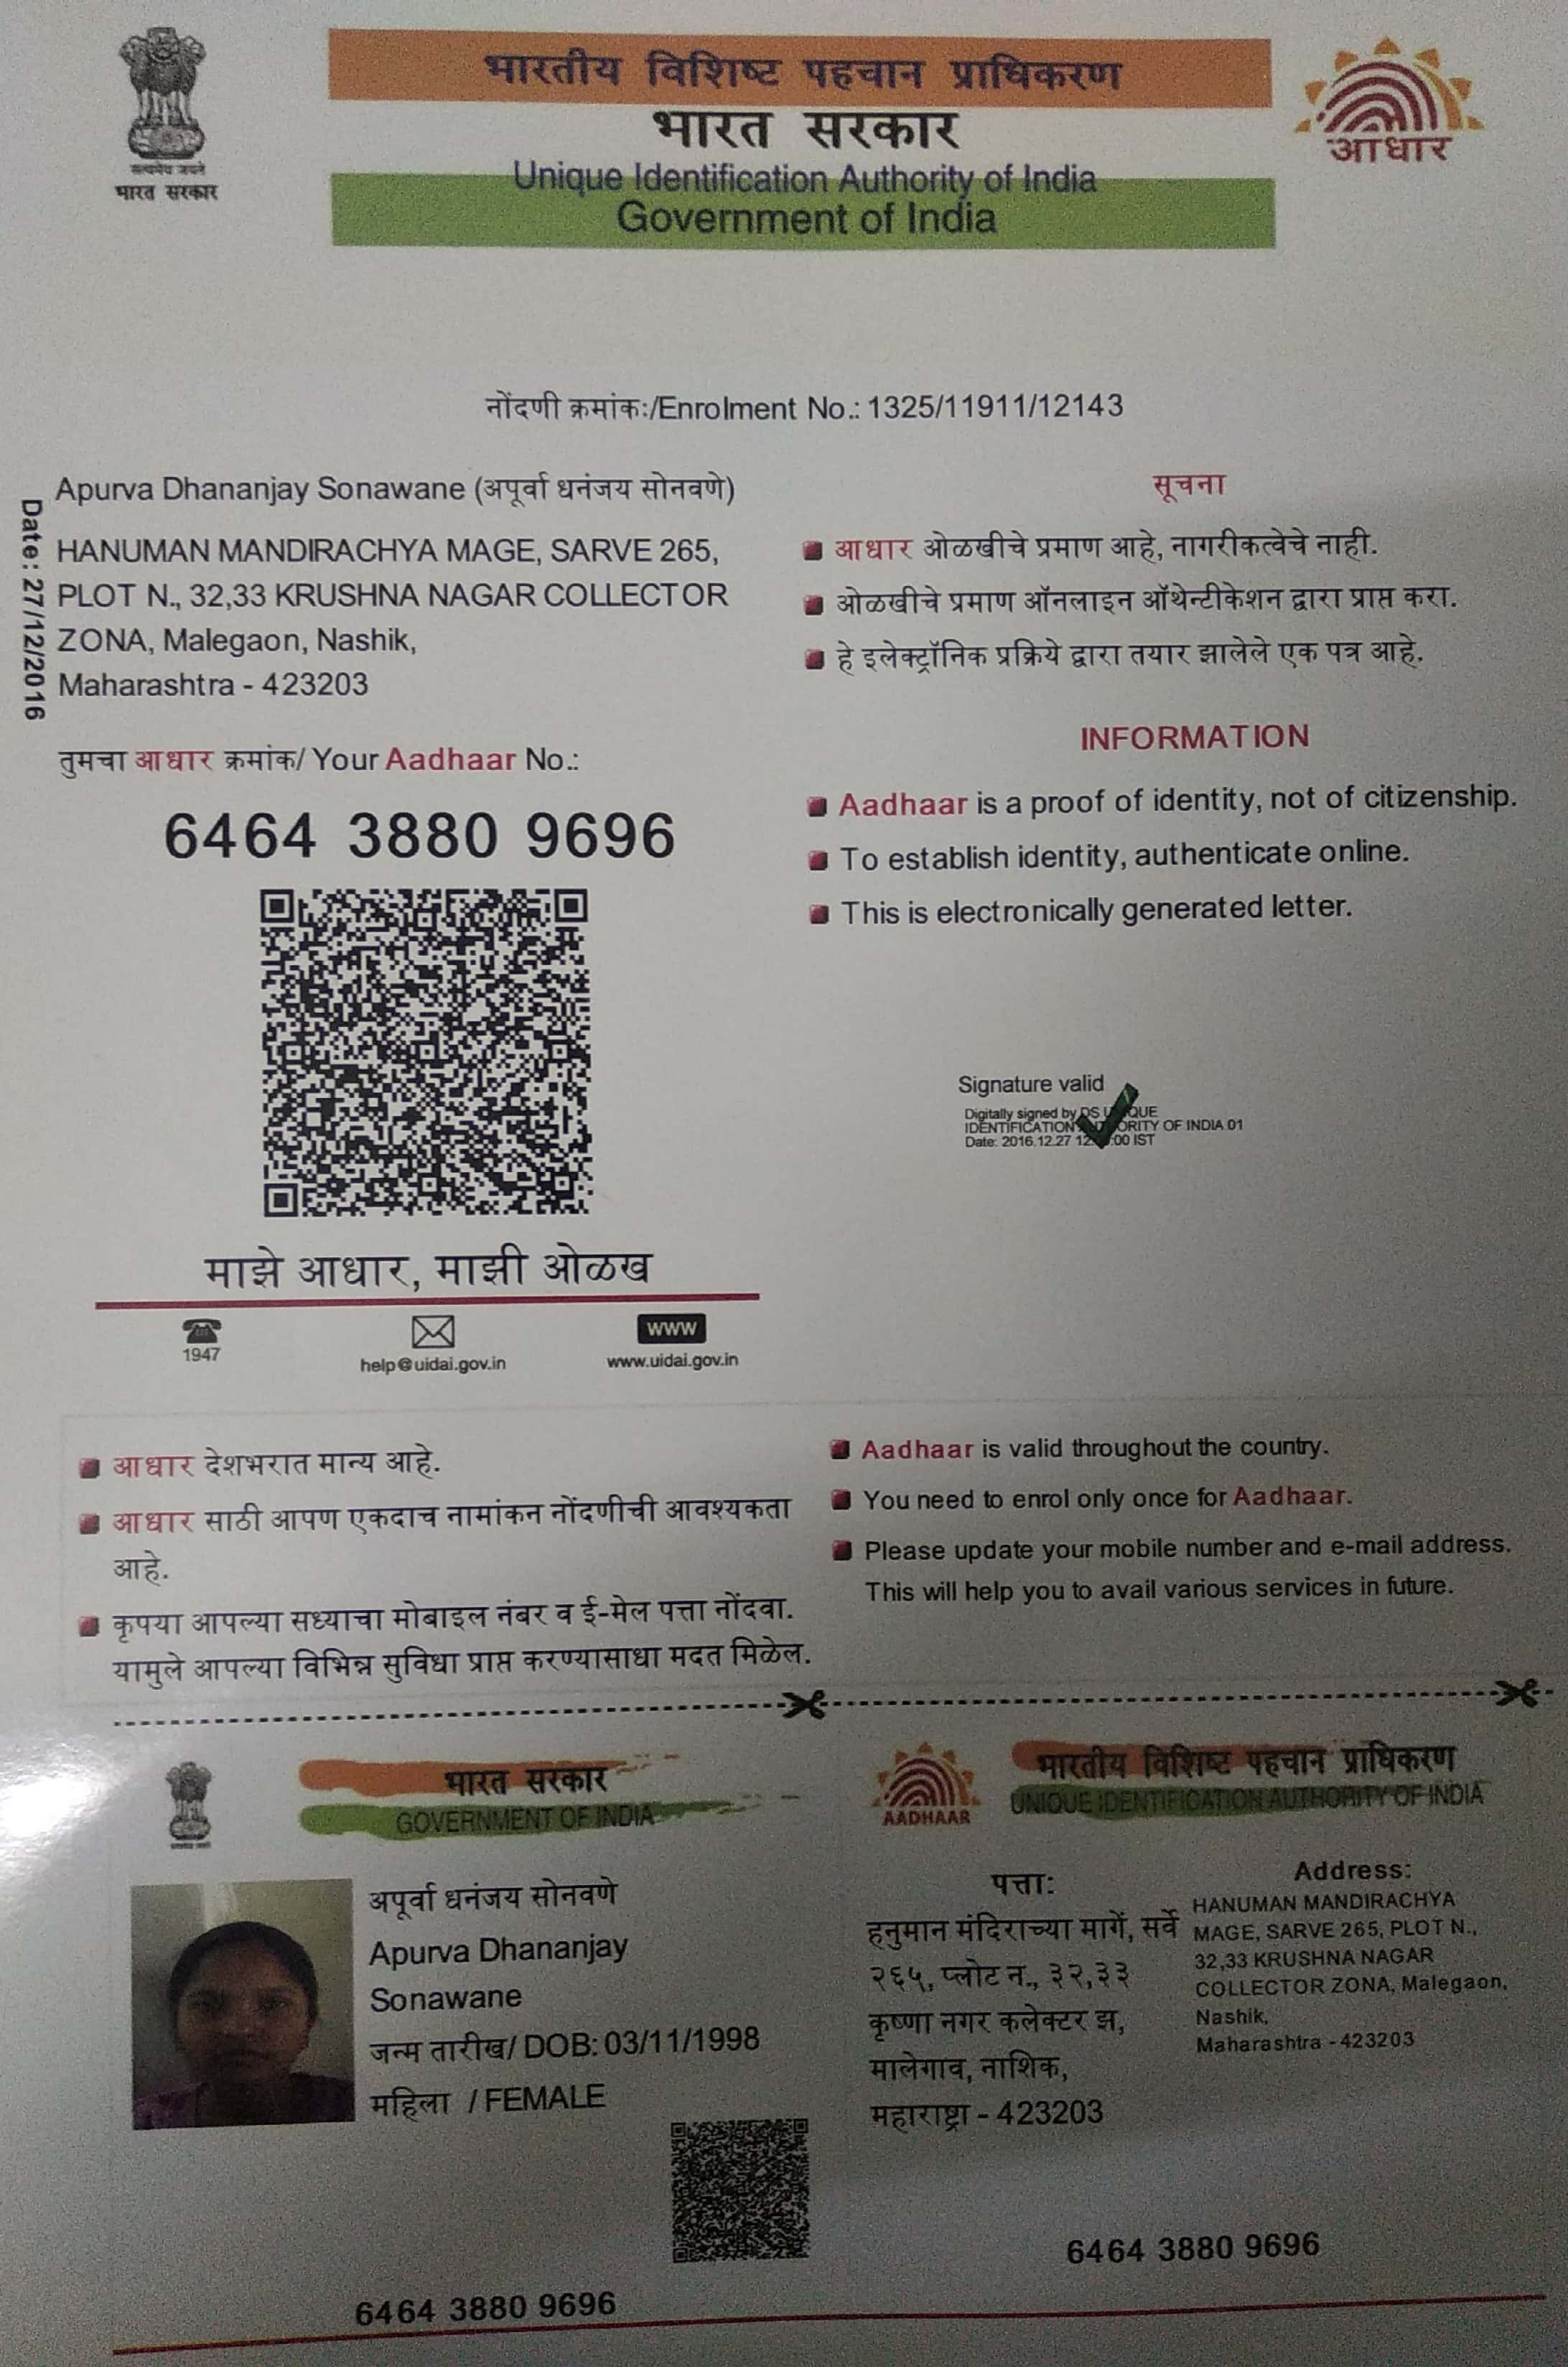 भारतीय विशिष्ट पहचान प्राधिकरण
भारत सरकार
Unique Identification Authority of India
Government of India
सत्यमेव जयते
भारत सरकार
आधार
नोंदणी क्रमांक:/Enrolment No.: 1325/11911/12143
Date: 27/12/2016
Apurva Dhananjay Sonawane (अपूर्वा धनंजय सोनवणे)
HANUMAN MANDIRACHYA MAGE, SARVE 265,
PLOT N., 32,33 KRUSHNA NAGAR COLLECTOR
ZONA, Malegaon, Nashik,
Maharashtra - 423203
तुमचा आधार क्रमांक/ Your Aadhaar No.:
6464 3880 9696
माझे आधार, माझी ओळख
1947
help@uidai.gov.in
www
www.uidai.gov.in
सूचना
आधार ओळखीचे प्रमाण आहे, नागरीकत्वेचे नाही.
ओळखीचे प्रमाण ऑनलाइन ऑथेन्टीकेशन द्वारा प्राप्त करा.
हे इलेक्ट्रॉनिक प्रक्रिये द्वारा तयार झालेले एक पत्र आहे.
INFORMATION
Aadhaar is a proof of identity, not of citizenship.
To establish identity, authenticate online.
This is electronically generated letter.
Signature valid
Digitally signed by DS
IDENTIFICATION OF INDIA 01
Date: 2016.12.27 IST
आधार देशभरात मान्य आहे.
आधार साठी आपण एकदाच नामांकन नोंदणीची आवश्यकता
आहे.
कृपया आपल्या सध्याचा मोबाइल नंबर व ई-मेल पत्ता नोंदवा.
यामुले आपल्या विभिन्न सुविधा प्राप्त करण्यासाधा मदत मिळेल.
Aadhaar is valid throughout the country.
You need to enrol only once for Aadhaar.
Please update your mobile number and e-mail address.
This will help you to avail various services in future.
भारत सरकार
GOVERNMENT OF INDIA
अपूर्वा धनंजय सोनवणे
Apurva Dhananjay
Sonawane
जन्म तारीख/ DOB: 03/11/1998
महिला / FEMALE
6464 3880 9696
AADHAAR
भारतीय विशिष्ट पहचान प्राधिकरण
UNIQUE IDENTIFICATION AUTHORITY OF INDIA
पत्ता:
हनुमान मंदिराच्या मागें, सर्वे
२६५, प्लोट न., ३२,३३
कृष्णा नगर कलेक्टर झ,
मालेगाव, नाशिक,
महाराष्ट्रा - 423203
Address:
HANUMAN MANDIRACHYA
MAGE, SARVE 265, PLOT N.,
32,33 KRUSHNA NAGAR
COLLECTOR ZONA, Malegaon,
Nashik,
Maharashtra - 423203
6464 3880 9696